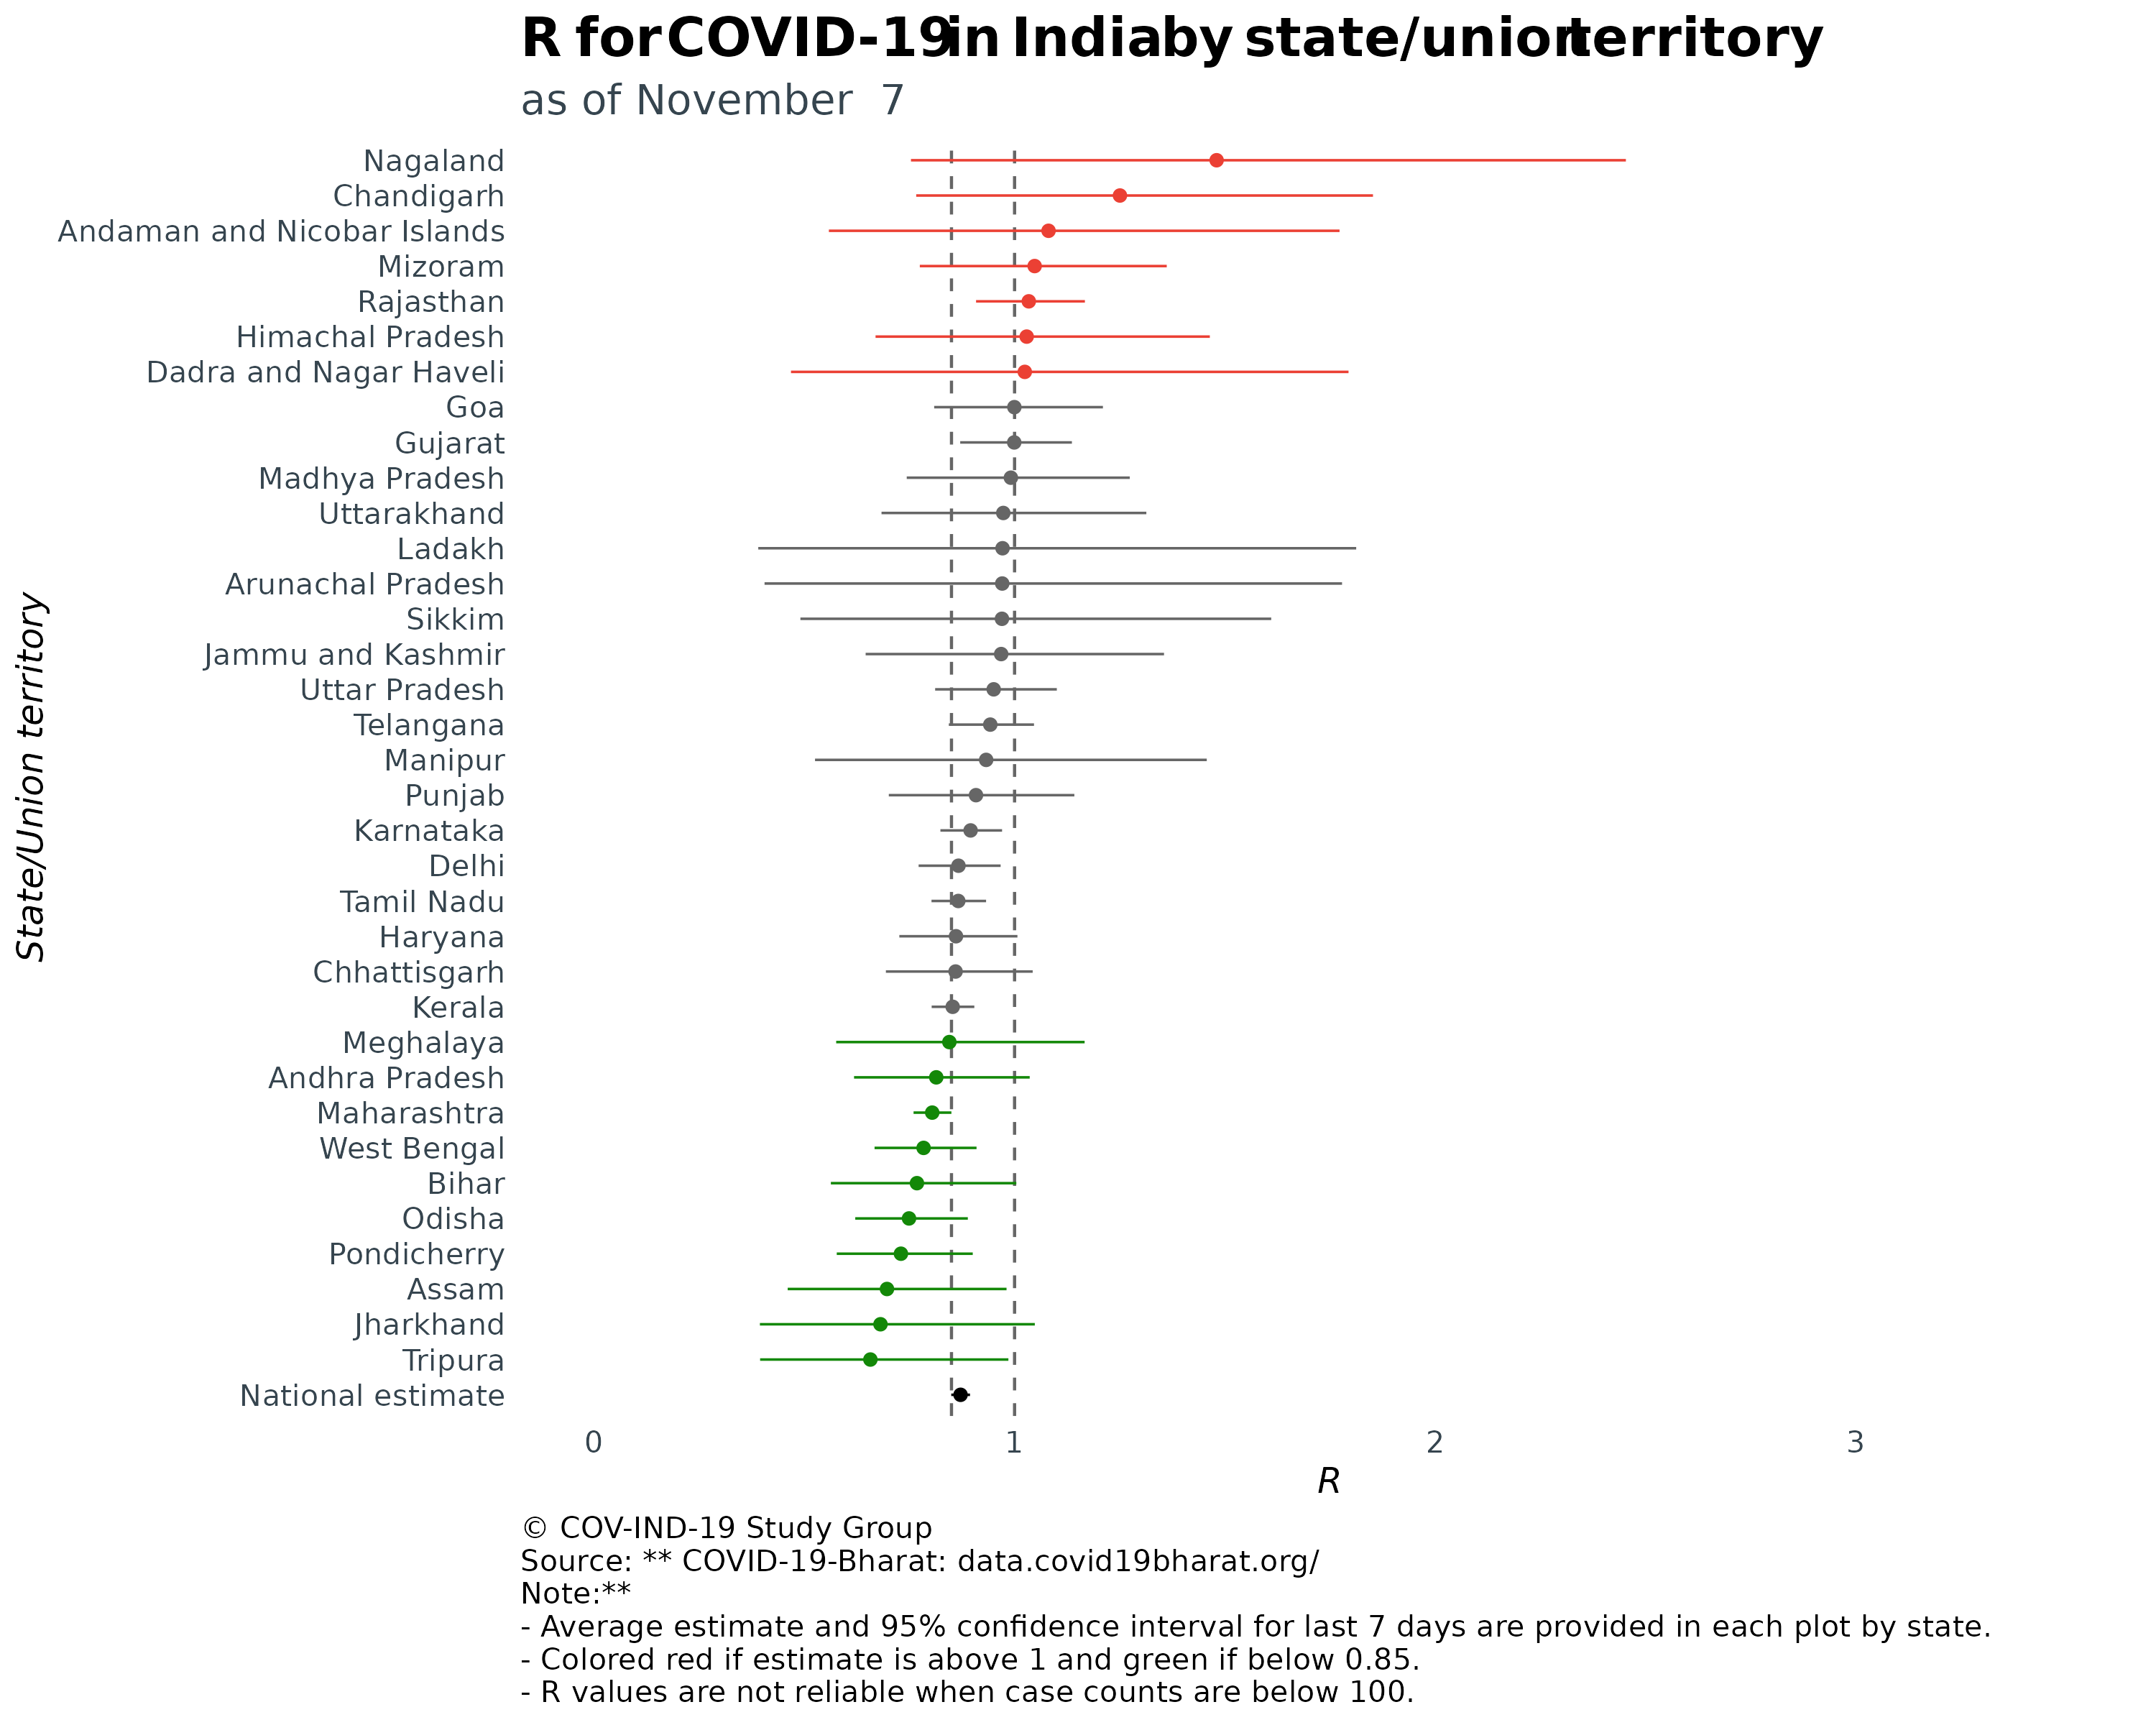 R for COVID-19 in India by state/union territory
as of November 7
Nagaland
Chandigarh
Andaman and Nicobar Islands
Mizoram
Rajasthan
Himachal Pradesh
Dadra and Nagar Haveli
Goa
Gujarat
Madhya Pradesh
Uttarakhand
Ladakh
Arunachal Pradesh
Sikkim
Jammu and Kashmir
Uttar Pradesh
Telangana
Manipur
Punjab
Karnataka
Delhi
Tamil Nadu
Haryana
Chhattisgarh
Kerala
Meghalaya
Andhra Pradesh
Maharashtra
West Bengal
Bihar
Odisha
Pondicherry
Assam
Jharkhand
Tripura
National estimate
State/Union territory
0 1 2 3
R
© COV-IND-19 Study Group
Source: ** COVID-19-Bharat: data.covid19bharat.org/
Note:**
- Average estimate and 95% confidence interval for last 7 days are provided in each plot by state.
- Colored red if estimate is above 1 and green if below 0.85.
- R values are not reliable when case counts are below 100.